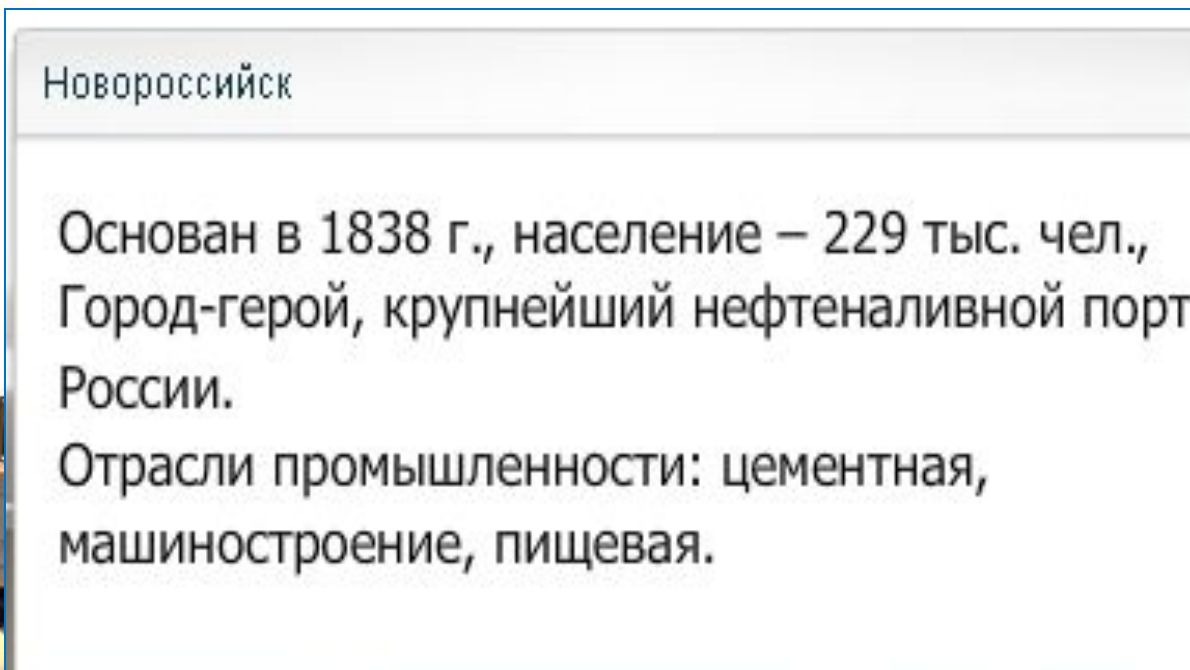 Новороссийск
Основан в 1838 г., население – 229 тыс. чел.,
Город-герой, крупнейший нефтеналивной порт
России.
Отрасли промышленности: цементная,
машиностроение, пищевая.